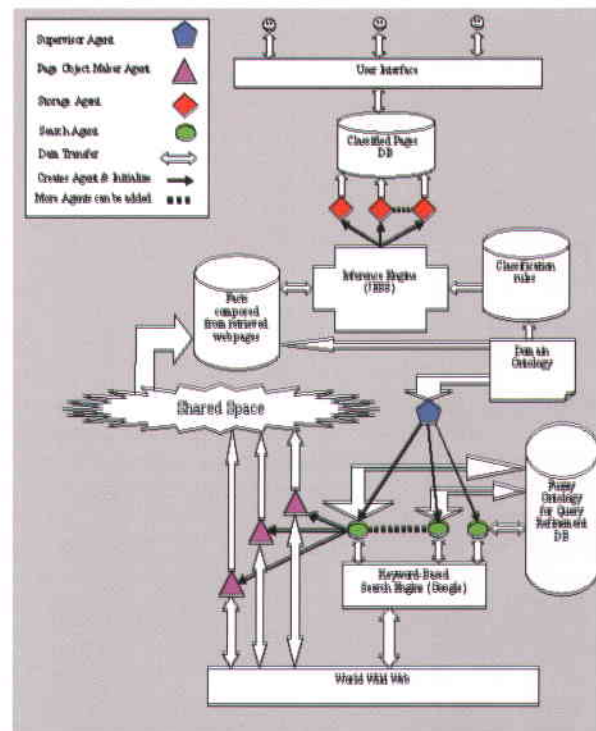 Supervisor Agent
Page Object Maker Agent
Storage Agent
Search Agent
Data Transfer
Creates Agent & Initialize
More Agents can be added
User Interface
Classified Pages
DB
Inference Engine
(JESS)
Classification
rules
Facts
composed
from retrieved
web pages
Domain
Ontology
Shared Space
Fuzzy
Ontology
for Query
Refinement
DB
Keyword-Based
Search Engine (Google)
World Wild Web